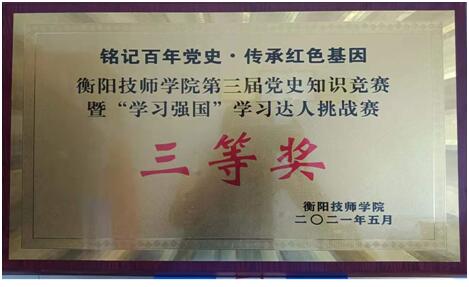 铭记百年党史·传承红色基因
衡阳技师学院第三届党史知识竞赛
暨“学习强国”学习达人挑战赛
三等奖
衡阳技师学院
二〇二一年五月